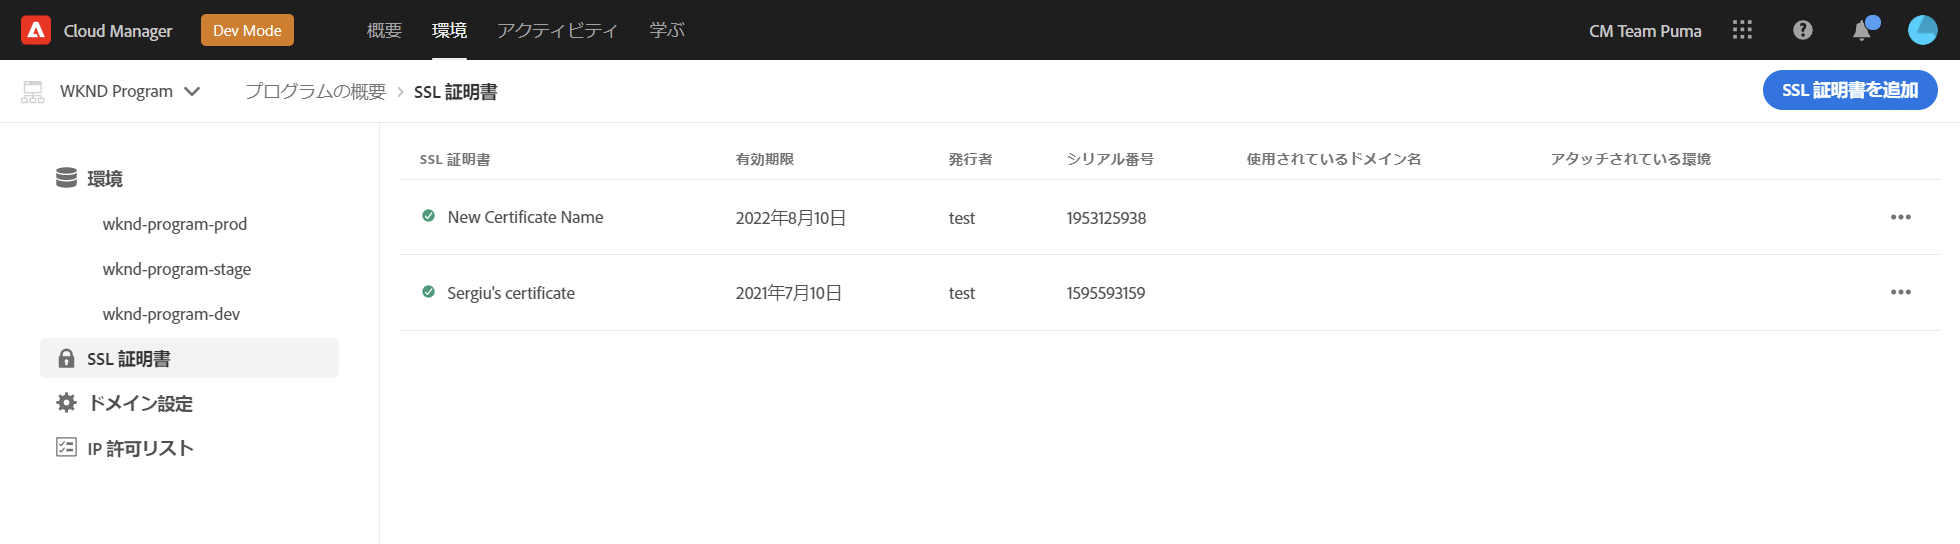 Cloud Manager Dev Mode 概要 環境 アクティビティ 学ぶ CM Team Puma
WKND Program プログラムの概要 > SSL 証明書 SSL 証明書を追加
環境
wknd-program-prod
wknd-program-stage
wknd-program-dev
SSL 証明書
ドメイン設定
IP 許可リスト
SSL 証明書 有効期限 発行者 シリアル番号 使用されているドメイン名 アタッチされている環境
New Certificate Name 2022年8月10日 test 1953125938
Sergiu's certificate 2021年7月10日 test 1595593159